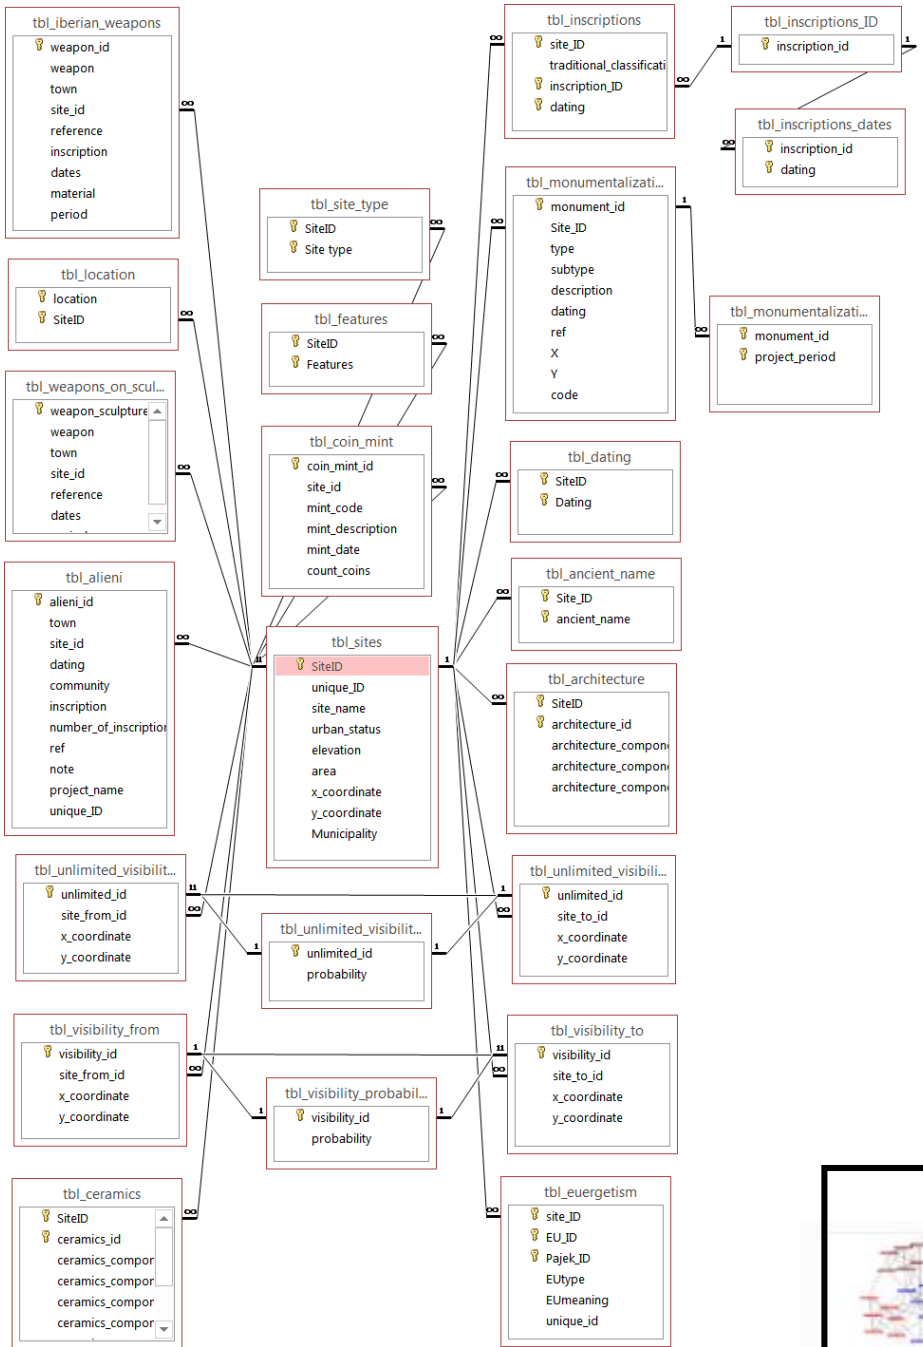 tbl_iberian_weapons
weapon_id
weapon
town
site_id
reference
inscription
dates
material
period
tbl_location
location
SiteID
tbl_weapons_on_scul...
weapon_sculpture
weapon
town
site_id
reference
dates
tbl_alieni
alieni_id
town
site_id
dating
community
inscription
number_of_inscription
ref
note
project_name
unique_ID
tbl_unlimited_visibilit...
unlimited_id
site_from_id
x_coordinate
y_coordinate
tbl_visibility_from
visibility_id
site_from_id
x_coordinate
y_coordinate
tbl_ceramics
SiteID
ceramics_id
ceramics_compor
ceramics_compor
ceramics_compor
ceramics_compor
tbl_site_type
SiteID
Site type
tbl_features
SiteID
Features
tbl_coin_mint
coin_mint_id
site_id
mint_code
mint_description
mint_date
count_coins
tbl_sites
SiteID
unique_ID
site_name
urban_status
elevation
area
x_coordinate
y_coordinate
Municipality
tbl_unlimited_visibilit...
unlimited_id
probability
tbl_visibility_probabil...
visibility_id
probability
tbl_inscriptions
site_ID
traditional_classificati
inscription_ID
dating
tbl_inscriptions_ID
inscription_id
tbl_inscriptions_dates
inscription_id
dating
tbl_monumentalizati...
monument_id
Site_ID
type
subtype
description
dating
ref
X
Y
code
tbl_monumentalizati...
monument_id
project_period
tbl_dating
SiteID
Dating
tbl_ancient_name
Site_ID
ancient_name
tbl_architecture
SiteID
architecture_id
architecture_compon
architecture_compon
architecture_compon
tbl_unlimited_visibili...
unlimited_id
site_to_id
x_coordinate
y_coordinate
tbl_visibility_to
visibility_id
site_to_id
x_coordinate
y_coordinate
tbl_euergetism
site_ID
EU_ID
Pajek_ID
EUtype
EUmeaning
unique_id